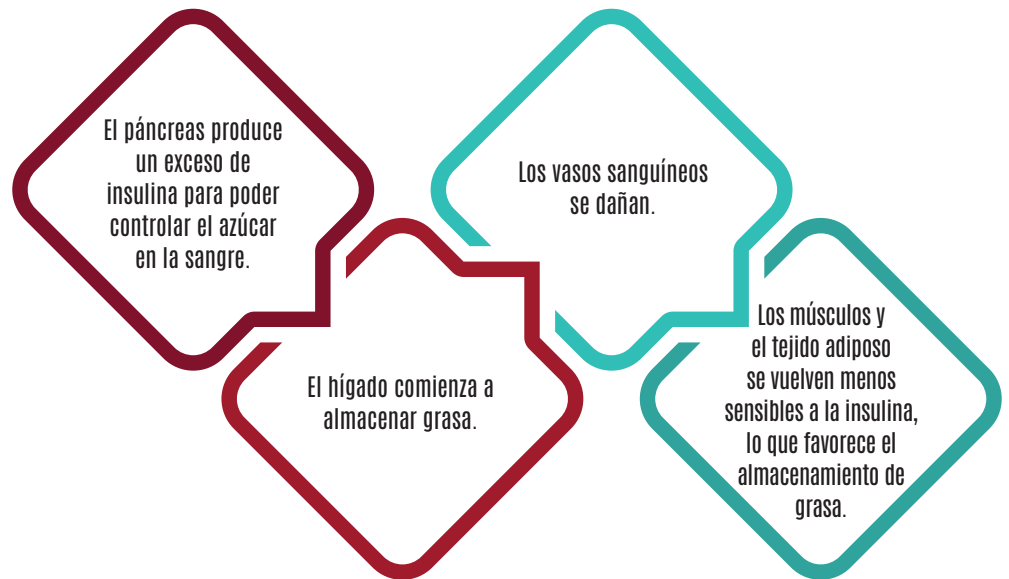 El páncreas produce
un exceso de
insulina para poder
controlar el azúcar
en la sangre.
El hígado comienza a
almacenar grasa.
Los vasos sanguíneos
se dañan.
Los músculos y
el tejido adiposo
se vuelven menos
sensibles a la insulina,
lo que favorece el
almacenamiento de
grasa.